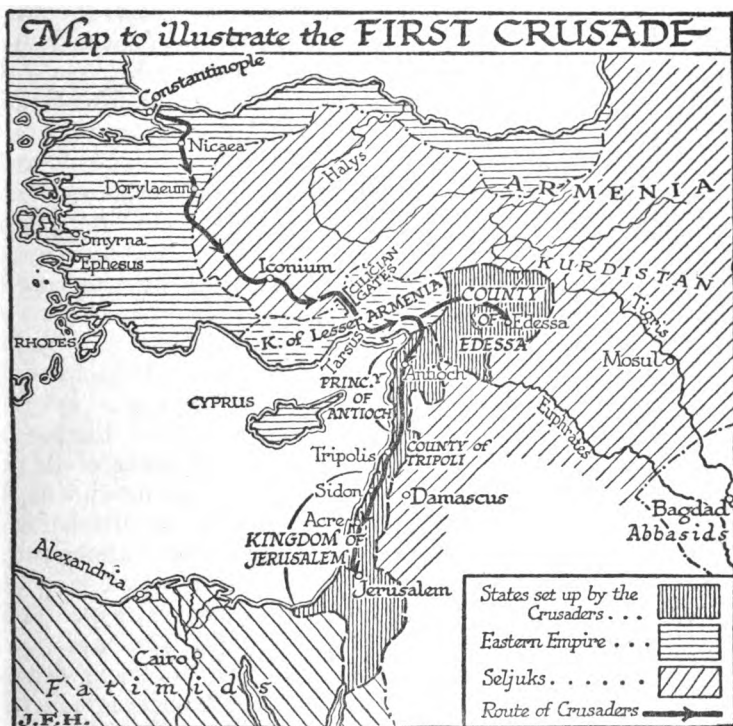 Map to illustrate the FIRST CRUSADE
Constantinople
Nicaea
Dorylaeum
Halys
ARMENIA
Smyrna
Ephesus
Iconium
CILICIAN
GATES
KURDISTAN
K. of Lesser ARMENIA
COUNTY
OF
EDESSA
Edessa
Tigris
RHODES
Tarsus
Mosul
Antioch
PRINC.Y
OF
ANTIOCH
CYPRUS
Euphrates
Tripolis
COUNTY of
TRIPOLI
Sidon
Damascus
Bagdad
Abbasids
Acre
KINGDOM OF
JERUSALEM
Alexandria
Jerusalem
Cairo
Fatimids
J.F.H.
States set up by the
Crusaders . . .
Eastern Empire . . .
Seljuks . . . . . .
Route of Crusaders